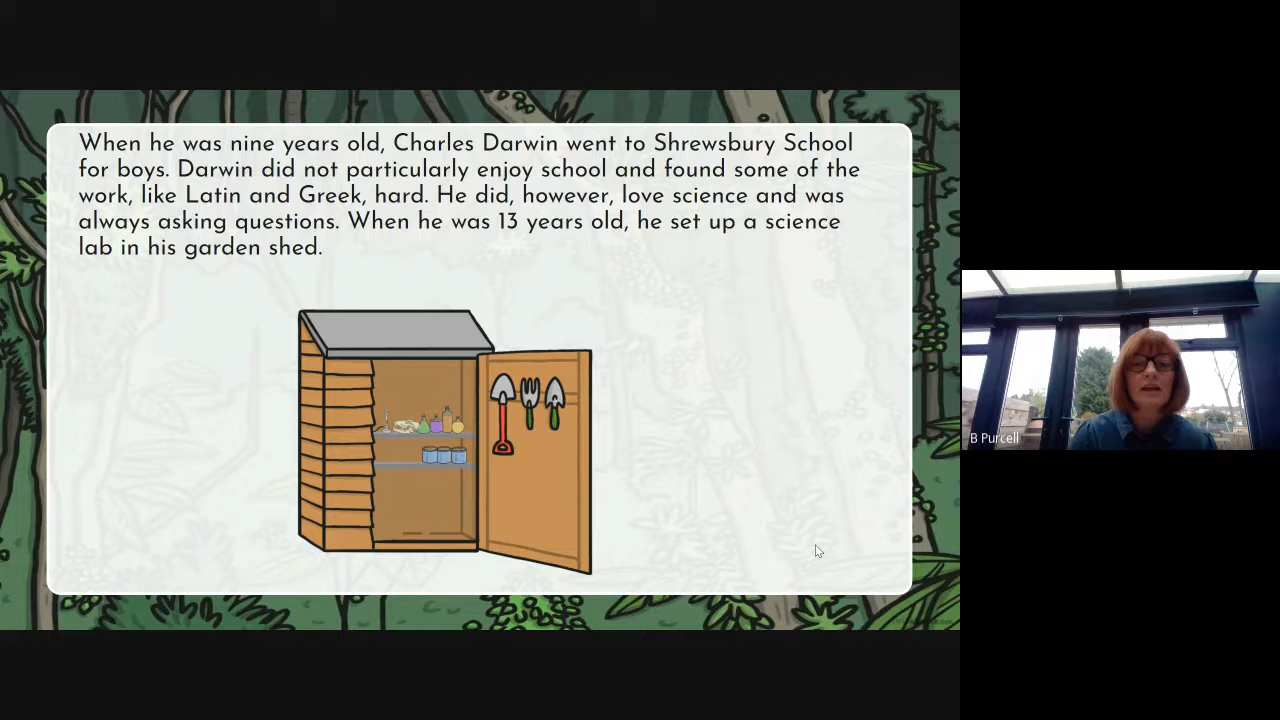 When he was nine years old, Charles Darwin went to Shrewsbury School
for boys. Darwin did not particularly enjoy school and found some of the
work, like Latin and Greek, hard. He did, however, love science and was
always asking questions. When he was 13 years old, he set up a science
lab in his garden shed.
B Purcell